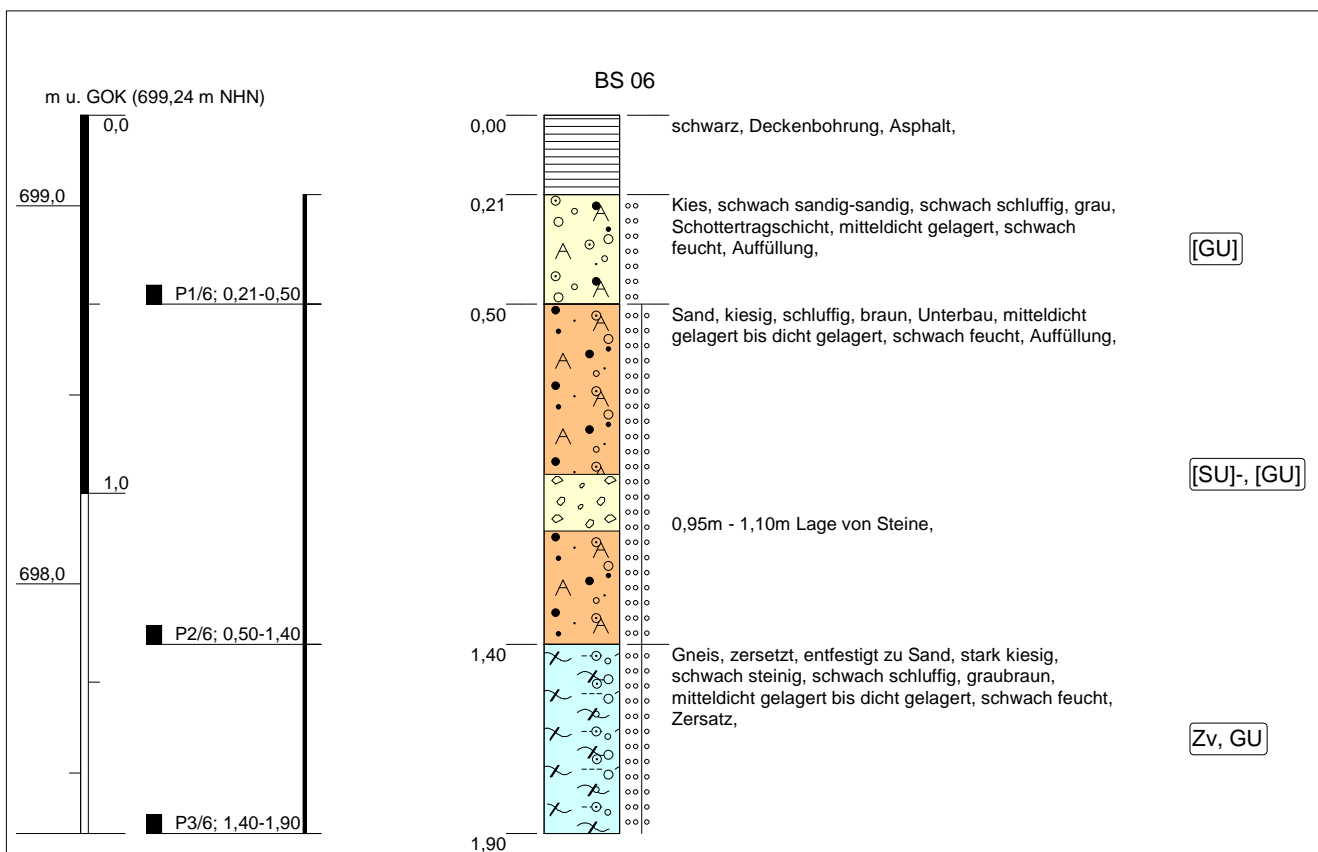 BS 06
m u. GOK (699,24 m NHN)
0,0
699,0
1,0
698,0
P1/6; 0,21-0,50
P2/6; 0,50-1,40
P3/6; 1,40-1,90
0,00
schwarz, Deckenbohrung, Asphalt,
0,21
Kies, schwach sandig-sandig, schwach schluffig, grau,
Schottertragschicht, mitteldicht gelagert, schwach
feucht, Auffüllung,
[GU]
0,50
Sand, kiesig, schluffig, braun, Unterbau, mitteldicht
gelagert bis dicht gelagert, schwach feucht, Auffüllung,
[SU]-, [GU]
0,95m - 1,10m Lage von Steine,
1,40
Gneis, zersetzt, entfestigt zu Sand, stark kiesig,
schwach steinig, schwach schluffig, graubraun,
mitteldicht gelagert bis dicht gelagert, schwach feucht,
Zersatz,
Zv, GU
1,90